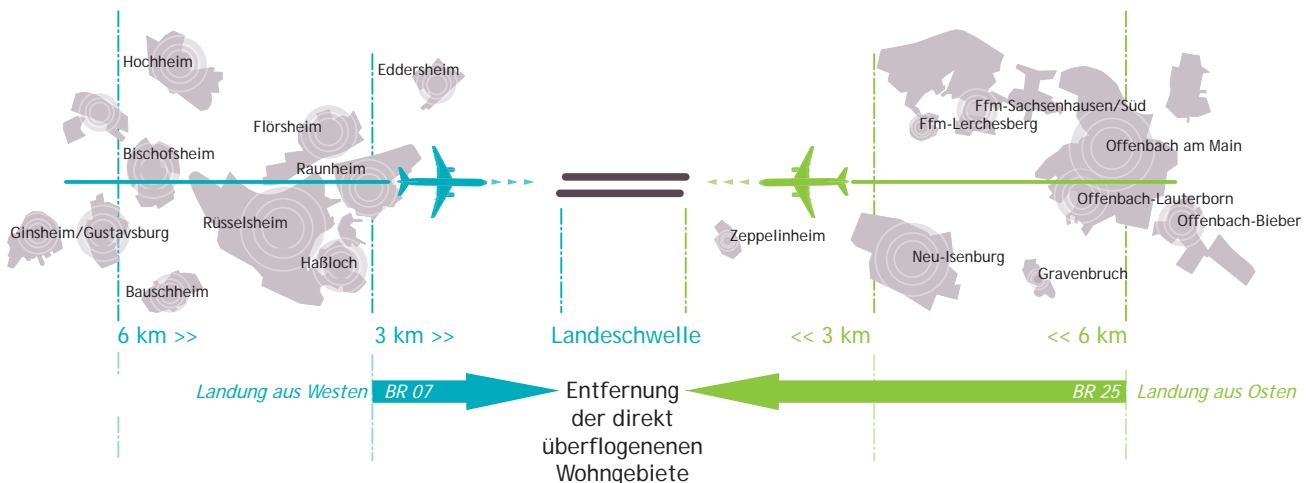 Hochheim
Eddersheim
Ffm-Sachsenhausen/Süd
Flörsheim
Ffm-Lerchesberg
Bischofsheim
Raunheim
Offenbach am Main
Offenbach-Lauterborn
Rüsselsheim
Offenbach-Bieber
Ginsheim/Gustavsburg
Zeppelinheim
Haßloch
Neu-Isenburg
Gravenbruch
Bauschheim
6 km >>
3 km >>
Landeschwelle
<< 3 km
<< 6 km
Landung aus Westen
BR 07
Entfernung
der direkt
überflogenenen
Wohngebiete
BR 25
Landung aus Osten